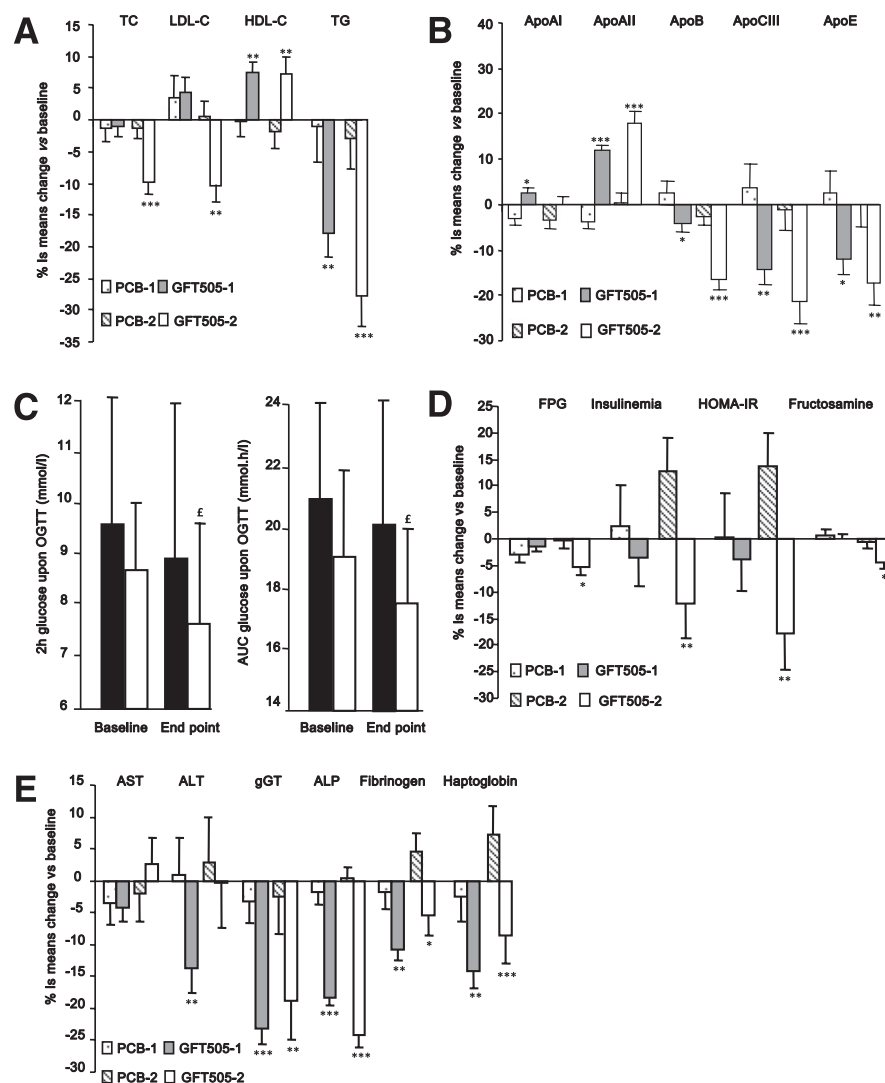 A
TC LDL-C HDL-C TG
% ls means change vs baseline
15
10
5
0
-5
-10
-15
-20
-25
-30
-35
** **
*** ** ** ***
PCB-1 GFT505-1
PCB-2 GFT505-2
B
ApoAI ApoAII ApoB ApoCIII ApoE
% ls means change vs baseline
40
30
20
10
0
-10
-20
-30
* *** ***
* *** ** *** * **
PCB-1 GFT505-1
PCB-2 GFT505-2
C
2h glucose upon OGTT (mmol/l)
12
11
10
9
8
7
6
£
Baseline End point
AUC glucose upon OGTT (mmol.h/l)
24
22
20
18
16
14
£
Baseline End point
D
FPG Insulinemia HOMA-IR Fructosamine
% ls means change vs baseline
25
20
15
10
5
0
-5
-10
-15
-20
-25
-30
* ** ** *
PCB-1 GFT505-1
PCB-2 GFT505-2
E
AST ALT gGT ALP Fibrinogen Haptoglobin
% ls means change vs baseline
15
10
5
0
-5
-10
-15
-20
-25
-30
** *** ** *** *** ** * ** ***
PCB-1 GFT505-1
PCB-2 GFT505-2